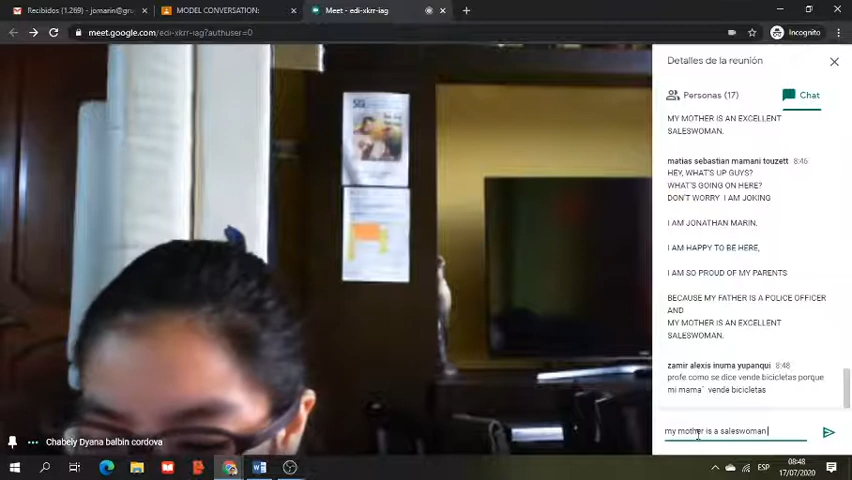 Recibidos (1.269) - jomarin@gru
MODEL CONVERSATION:
Meet - edi-xkrr-iag
meet.google.com/edi-xkrr-iag?authuser=0
Incognito
Detalles de la reunión
Personas (17)
Chat
MY MOTHER IS AN EXCELLENT
SALESWOMAN.
matias sebastian mamani touzett 8:46
HEY, WHAT'S UP GUYS?
WHAT'S GOING ON HERE?
DON'T WORRY I AM JOKING
I AM JONATHAN MARIN.
I AM HAPPY TO BE HERE,
I AM SO PROUD OF MY PARENTS
BECAUSE MY FATHER IS A POLICE OFFICER
AND
MY MOTHER IS AN EXCELLENT
SALESWOMAN.
zamir alexis inuma yupanqui 8:48
profe como se dice vende bicicletas porque
mi mama` vende bicicletas
my mother is a saleswoman
Chabely Dyana balbin cordova
ESP
08:48
17/07/2020